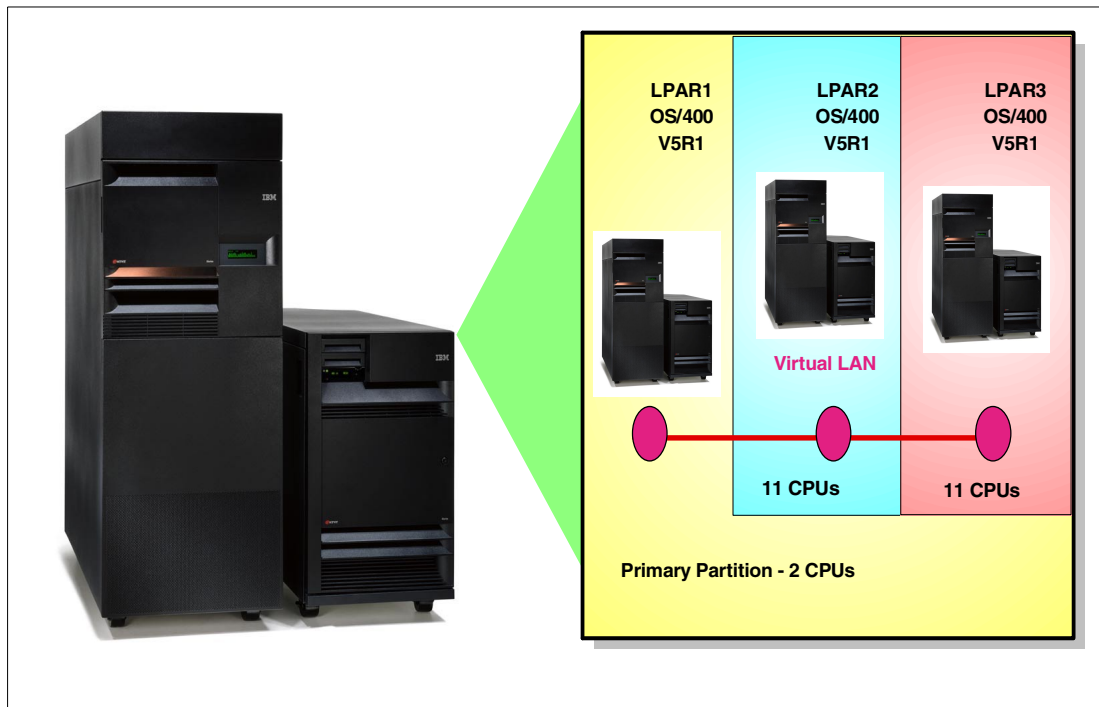 IBM
IBM
LPAR1
OS/400
V5R1
LPAR2
OS/400
V5R1
LPAR3
OS/400
V5R1
Virtual LAN
11 CPUs
11 CPUs
Primary Partition - 2 CPUs